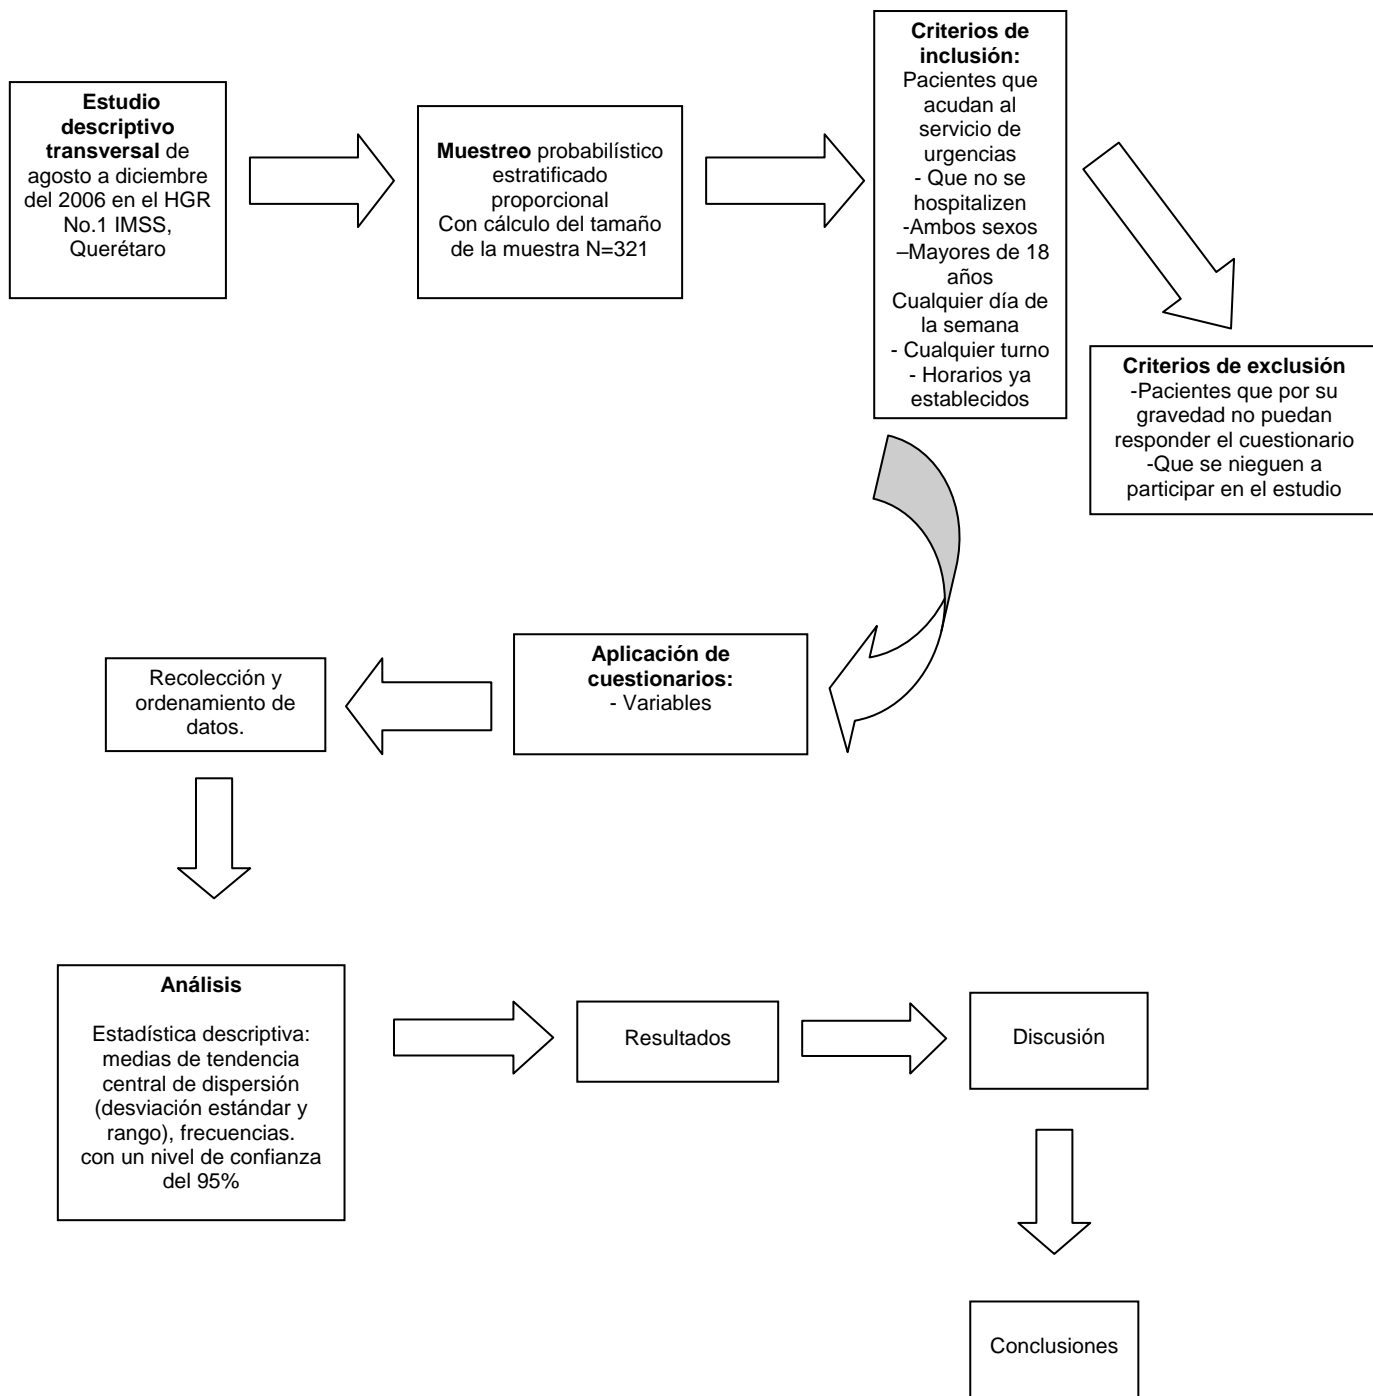 Estudio
descriptivo
transversal de
agosto a diciembre
del 2006 en el HGR
No.1 IMSS,
Querétaro
Muestreo probabilístico
estratificado
proporcional
Con cálculo del tamaño
de la muestra N=321
Criterios de
inclusión:
Pacientes que
acudan al
servicio de
urgencias
- Que no se
hospitalizen
-Ambos sexos
–Mayores de 18
años
Cualquier día de
la semana
- Cualquier turno
- Horarios ya
establecidos
Criterios de exclusión
-Pacientes que por su
gravedad no puedan
responder el cuestionario
-Que se nieguen a
participar en el estudio
Aplicación de
cuestionarios:
- Variables
Recolección y
ordenamiento de
datos.
Análisis
Estadística descriptiva:
medias de tendencia
central de dispersión
(desviación estándar y
rango), frecuencias.
con un nivel de confianza
del 95%
Resultados
Discusión
Conclusiones